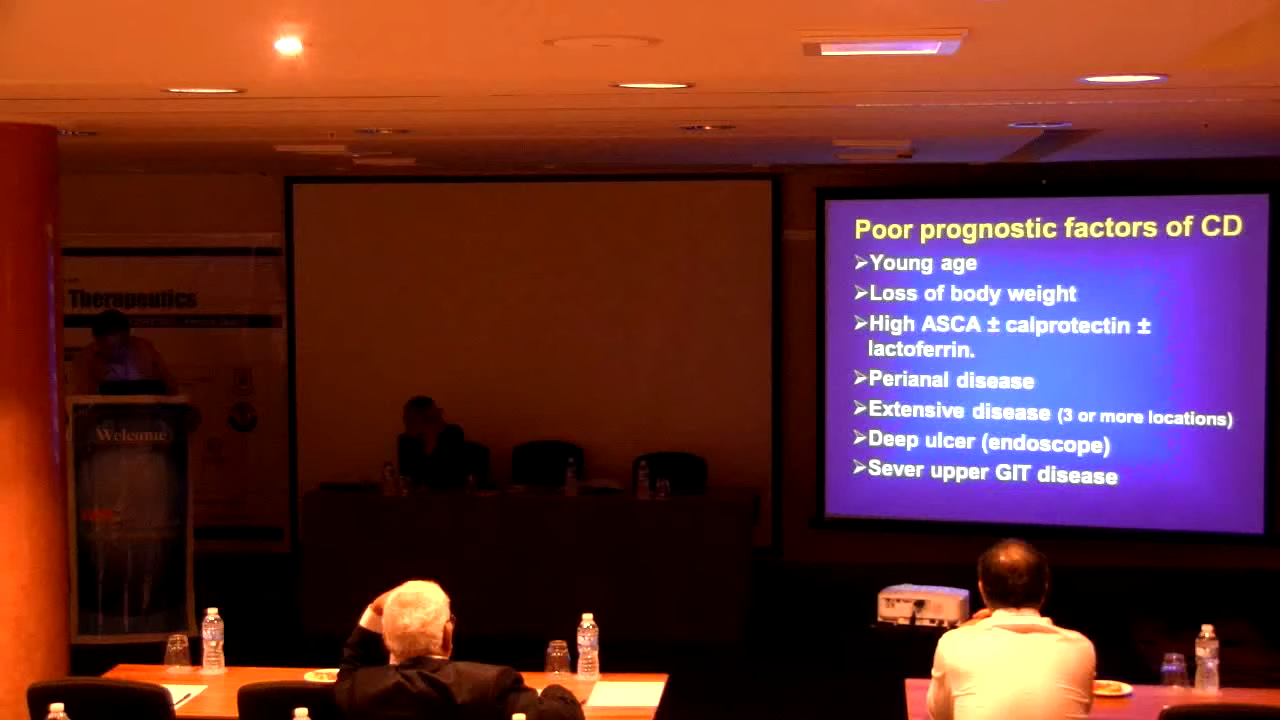 Therapeutics
Welcome
Poor prognostic factors of CD
➢Young age
➢Loss of body weight
➢High ASCA ± calprotectin ±
lactoferrin.
➢Perianal disease
➢Extensive disease (3 or more locations)
➢Deep ulcer (endoscope)
➢Sever upper GIT disease